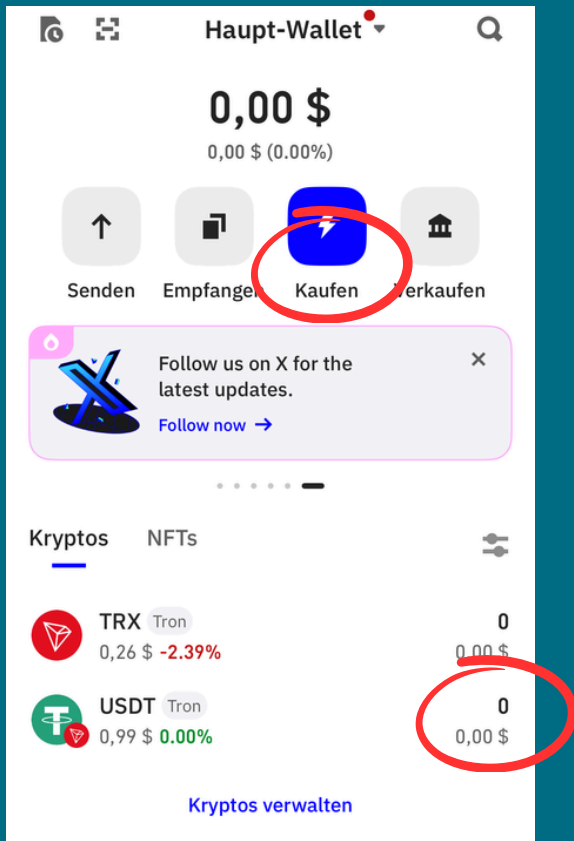 Haupt-Wallet
0,00 $
0,00 $ (0.00%)
Senden Empfangen Kaufen Verkaufen
Follow us on X for the
latest updates.
Follow now →
Kryptos NFTs
TRX Tron 0
0,26 $ -2.39% 0,00 $
USDT Tron 0
0,99 $ 0.00% 0,00 $
Kryptos verwalten